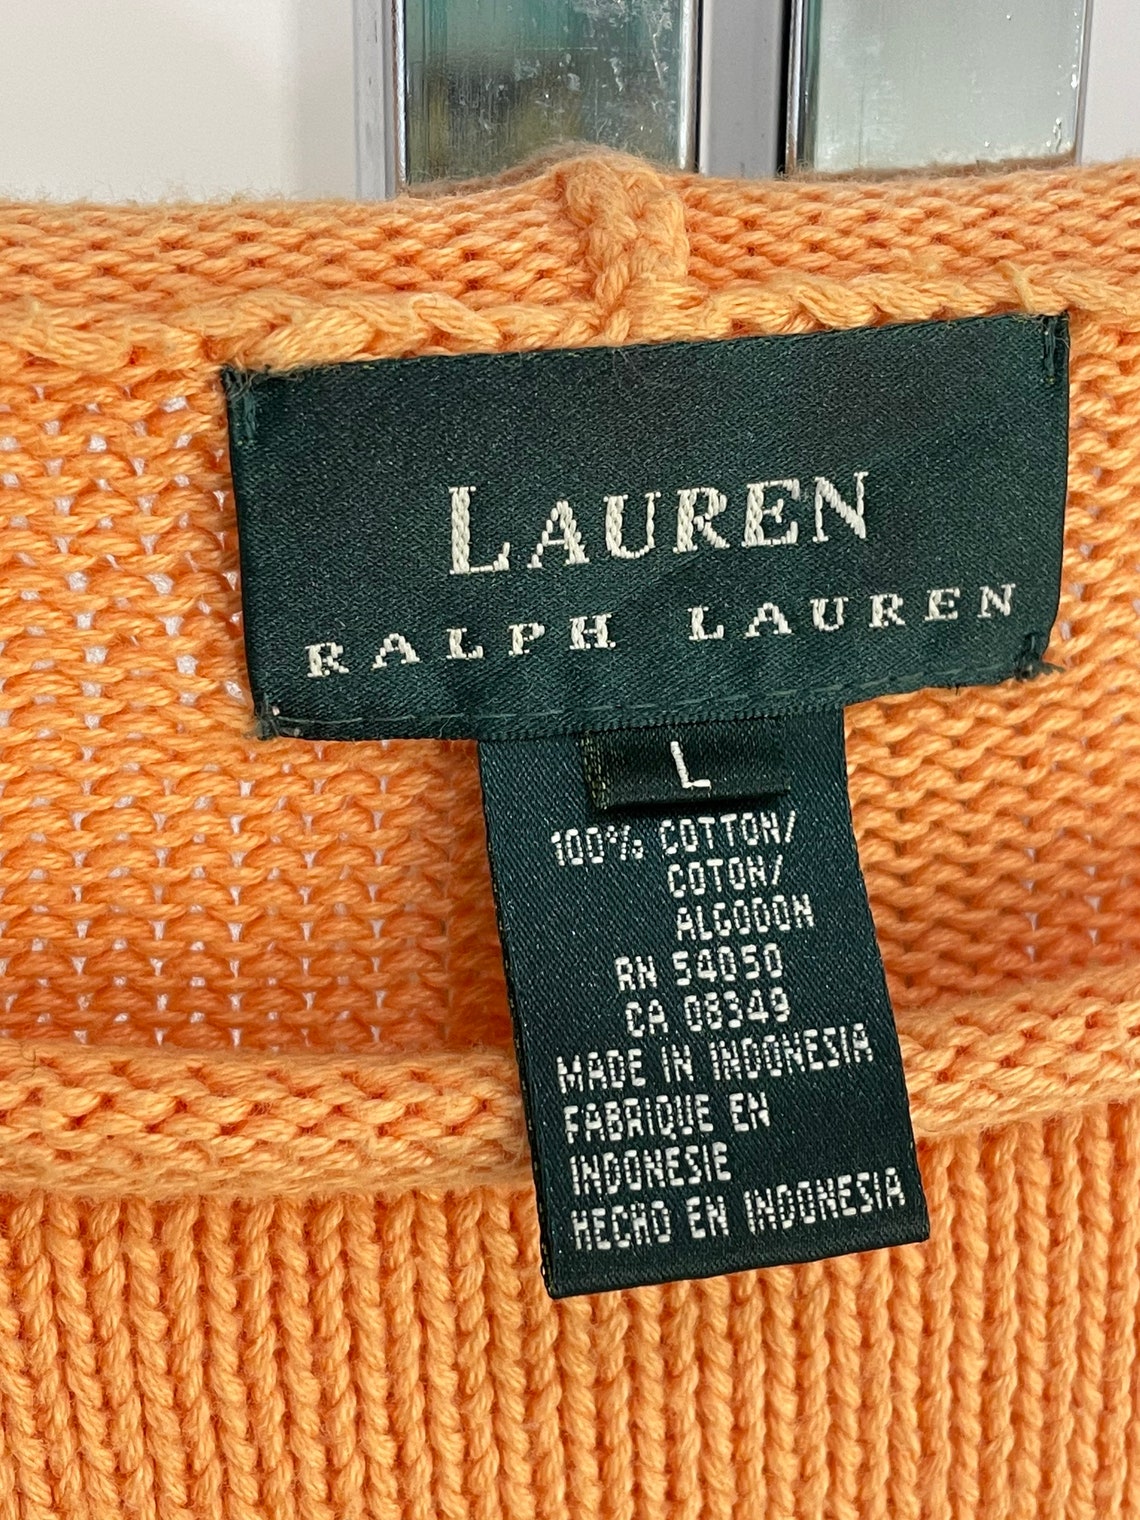 LAUREN
RALPH LAUREN
L
100% COTTON/
COTON/
ALGODON
RN 54050
CA 08349
MADE IN INDONESIA
FABRIQUE EN
INDONESIE
HECHO EN INDONESIA